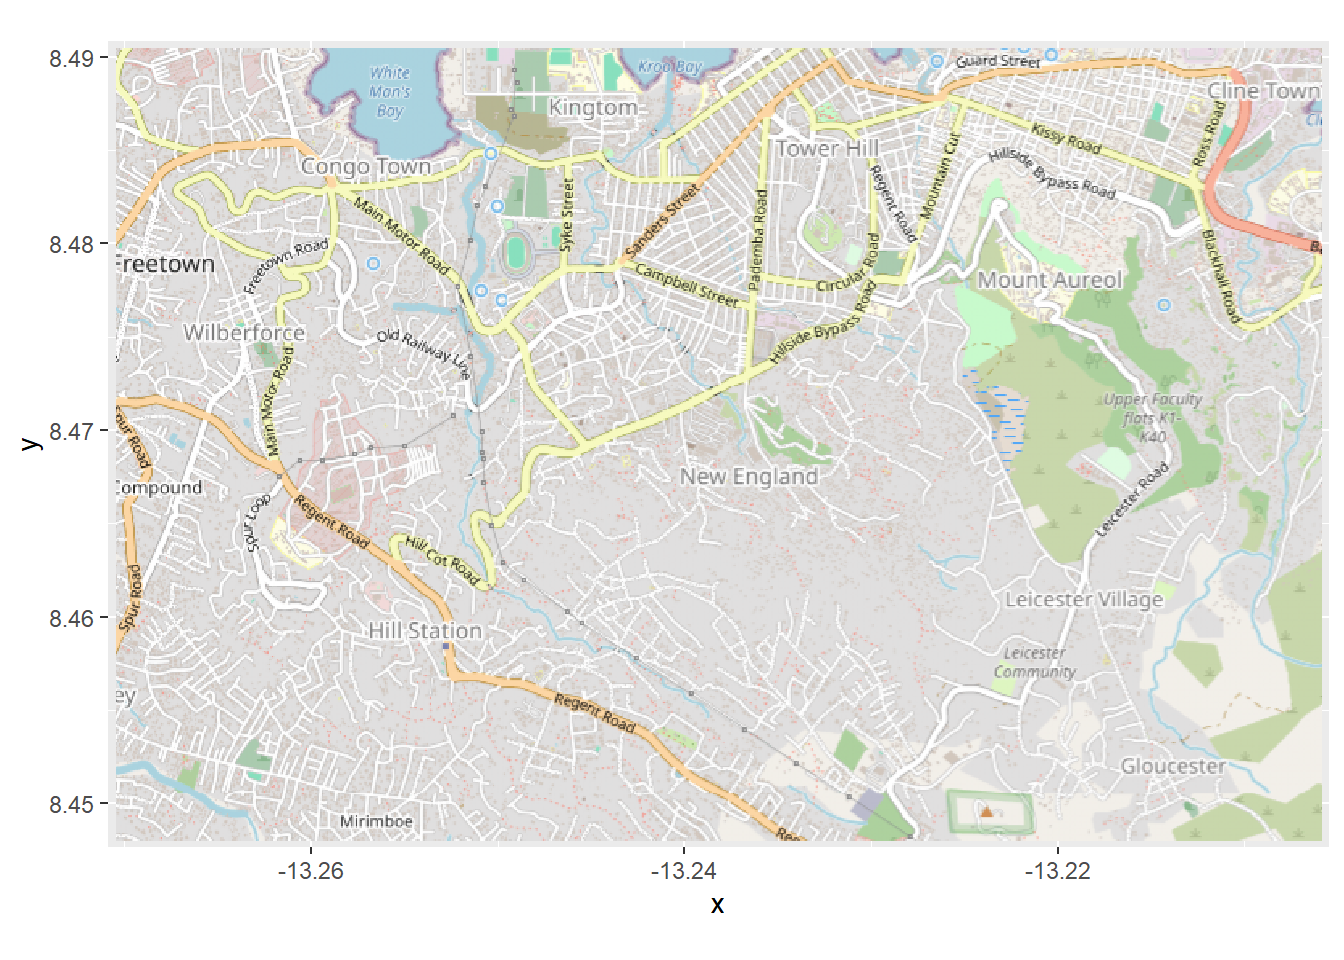 8.49
8.48
8.47
8.46
8.45
y
White
Man's
Bay
Kroo Bay
Guard Street
Kingtom
Cline Town
Congo Town
Tower Hill
Kissy Road
Ross Road
Hillside Bypass Road
Mountain Cut
Regent Road
Main Motor Road
Syke Street
Sanders Street
Pademba Road
Freetown Road
reetown
Campbell Street
Circular Road
Mount Aureol
Blackhall Road
Wilberforce
Old Railway Line
Hillside Bypass Road
Main Motor Road
Upper Faculty
flats K1-
K40
our Road
Compound
New England
Leicester Road
Spur Loop
Regent Road
Hill Cot Road
Spur Road
Hill Station
Leicester Village
Leicester
Community
ey
Regent Road
Gloucester
Mirimboe
-13.26
-13.24
-13.22
x